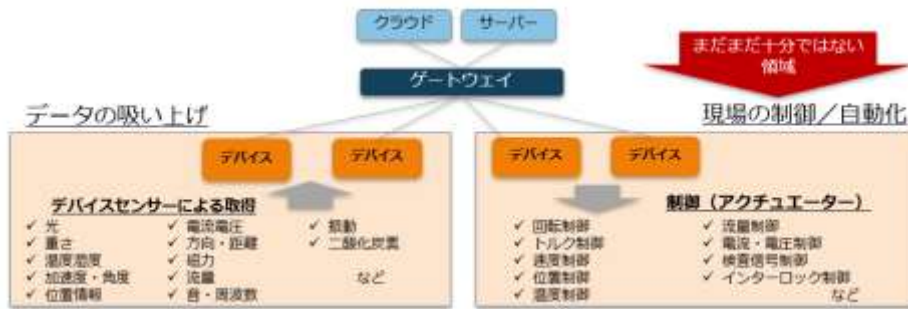 クラウド
サーバー
まだまだ十分ではない
領域
ゲートウェイ
データの吸い上げ
現場の制御／自動化
デバイス
デバイス
デバイス
デバイス
デバイスセンサーによる取得
✓ 光
✓ 重さ
✓ 温度湿度
✓ 加速度・角度
✓ 位置情報
✓ 電流電圧
✓ 方向・距離
✓ 磁力
✓ 流量
✓ 音・周波数
✓ 振動
✓ 二酸化炭素
など
制御（アクチュエーター）
✓ 回転制御
✓ トルク制御
✓ 速度制御
✓ 位置制御
✓ 温度制御
✓ 流量制御
✓ 電流・電圧制御
✓ 検査信号制御
✓ インターロック制御
など